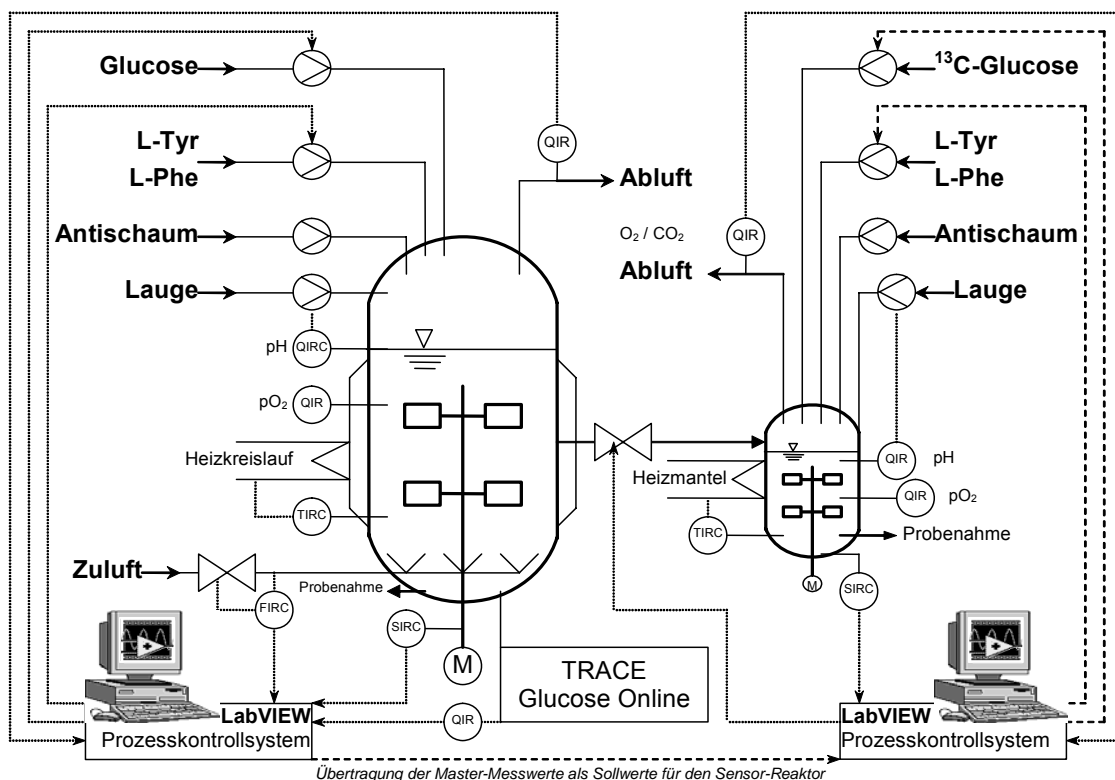 Glucose
L-Tyr
L-Phe
Antischaum
Lauge
pH
QIRC
pO2
QIR
Heizkreislauf
TIRC
Zuluft
FIRC
Probenahme
SIRC
M
QIR
Abluft
O2 / CO2
QIR
Abluft
13C-Glucose
L-Tyr
L-Phe
Antischaum
Lauge
QIR
pH
QIR
pO2
Heizmantel
TIRC
Probenahme
M
SIRC
TRACE
Glucose Online
QIR
LabVIEW
Prozesskontrollsystem
LabVIEW
Prozesskontrollsystem
Übertragung der Master-Messwerte als Sollwerte für den Sensor-Reaktor